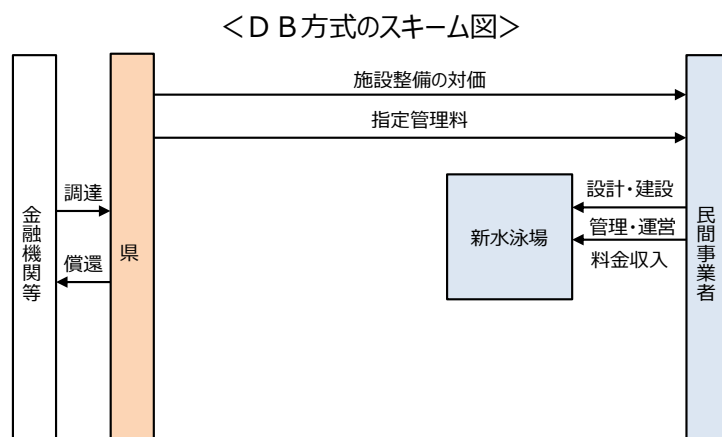 ＜ＤＢ方式のスキーム図＞
施設整備の対価
指定管理料
調達
償還
金融機関等
県
新水泳場
設計・建設
管理・運営
料金収入
民間事業者